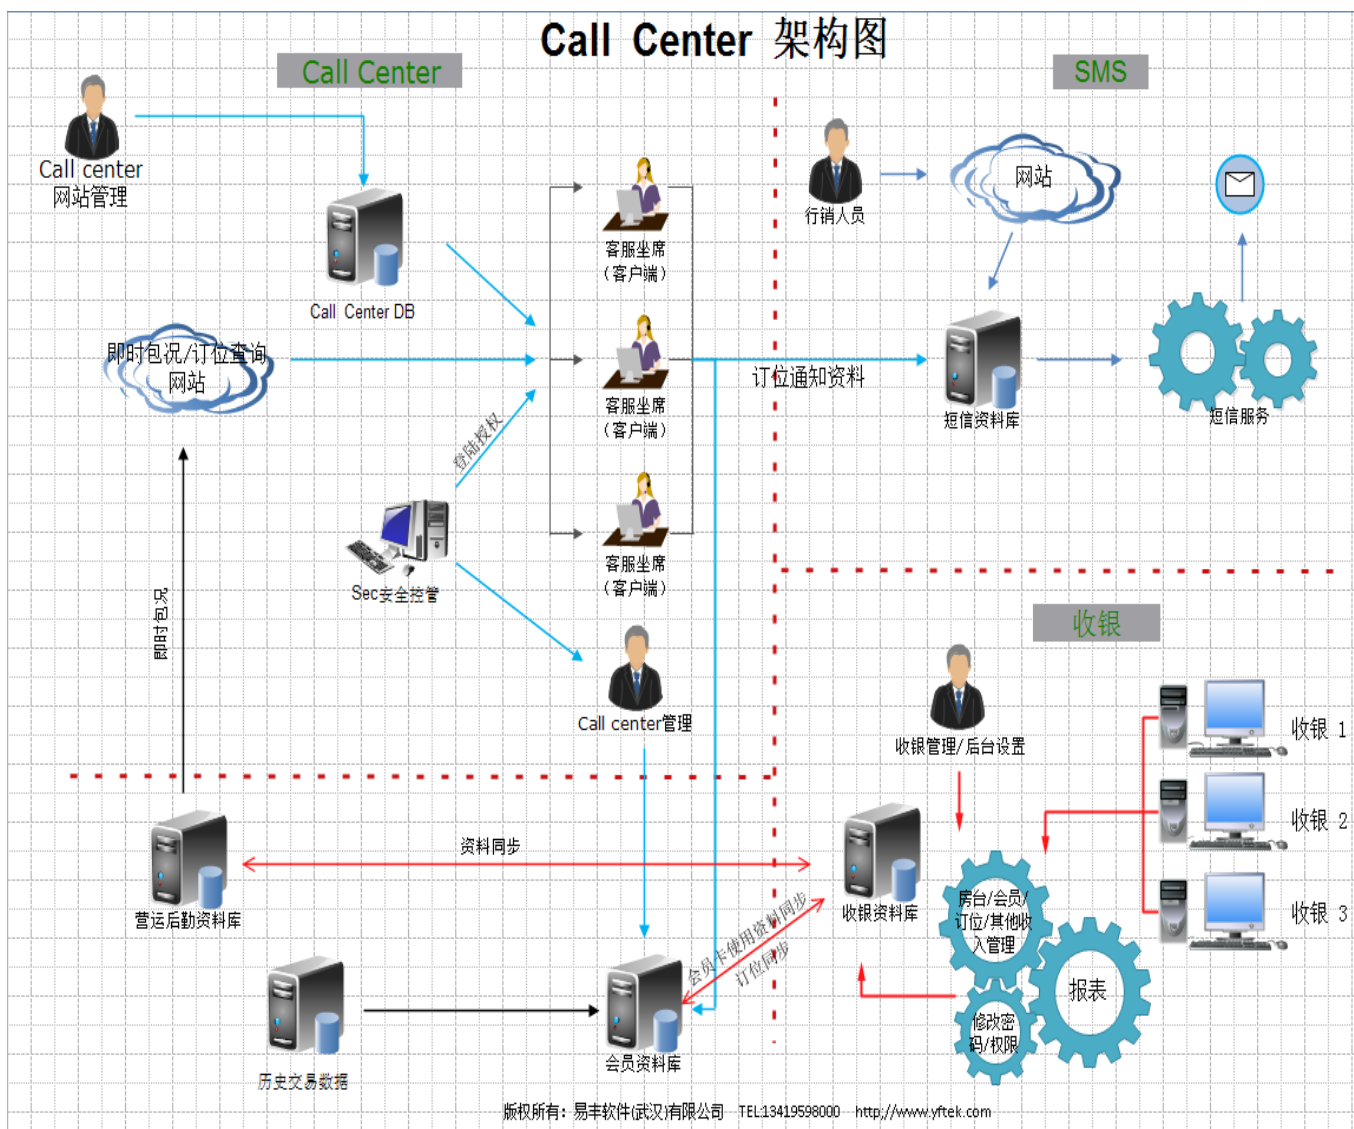 Call Center 架构图
Call Center
SMS
Call center
网站管理
行销人员
网站
客服坐席
（客户端）
Call Center DB
即时包况/订位查询
网站
客服坐席
（客户端）
订位通知资料
短信资料库
短信服务
登陆授权
Sec安全控管
客服坐席
（客户端）
即时包况
收银
Call center管理
收银管理/后台设置
收银 1
收银 2
收银 3
资料同步
营运后勤资料库
收银资料库
房台/会员/
订位/其他收
入管理
会员卡使用资料同步
订位同步
报表
修改密
码/权限
历史交易数据
会员资料库
版权所有：易丰软件(武汉)有限公司 TEL:13419598000 http://www.yftek.com